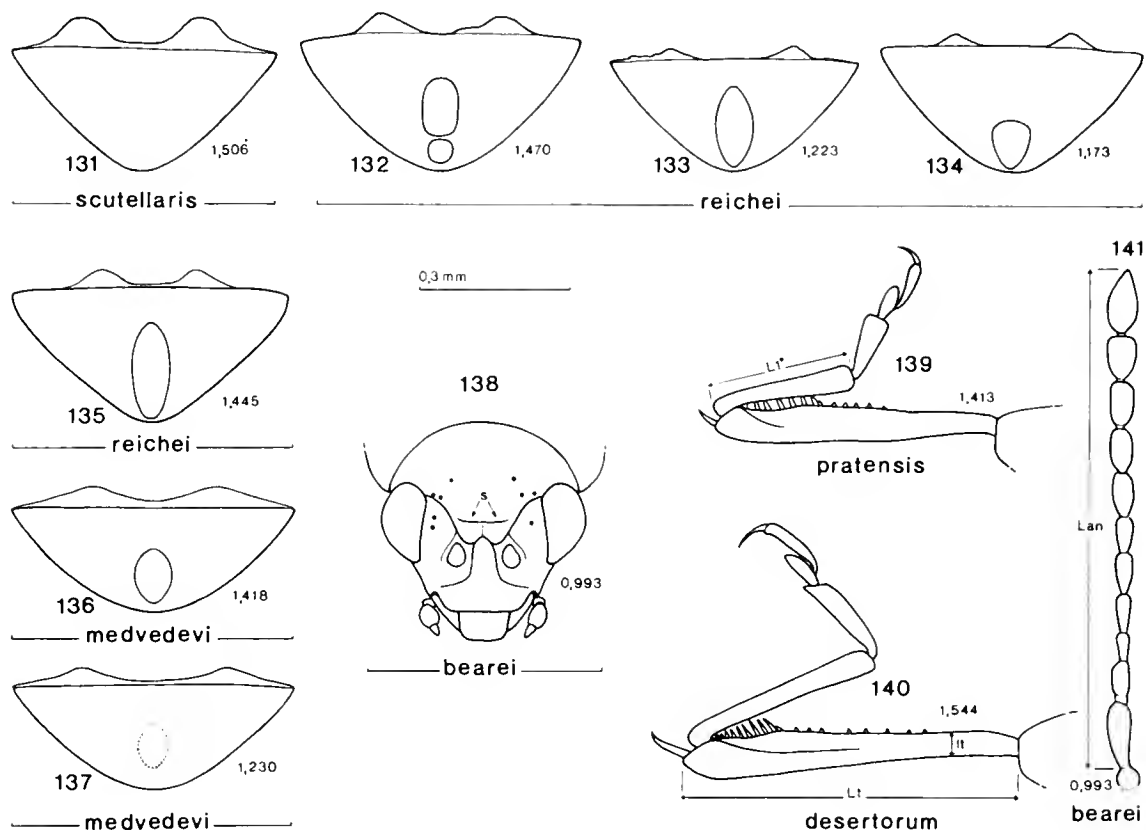 131
1,506
scutellaris
132
1,470
133
1,223
134
1,173
reichei
135
1,445
reichei
136
1,418
medvedevi
137
1,230
medvedevi
0,3 mm
138
s
0,993
bearei
139
L1°
1,413
pratensis
140
1,544
lt
Lt
desertorum
141
Lan
0,993
bearei